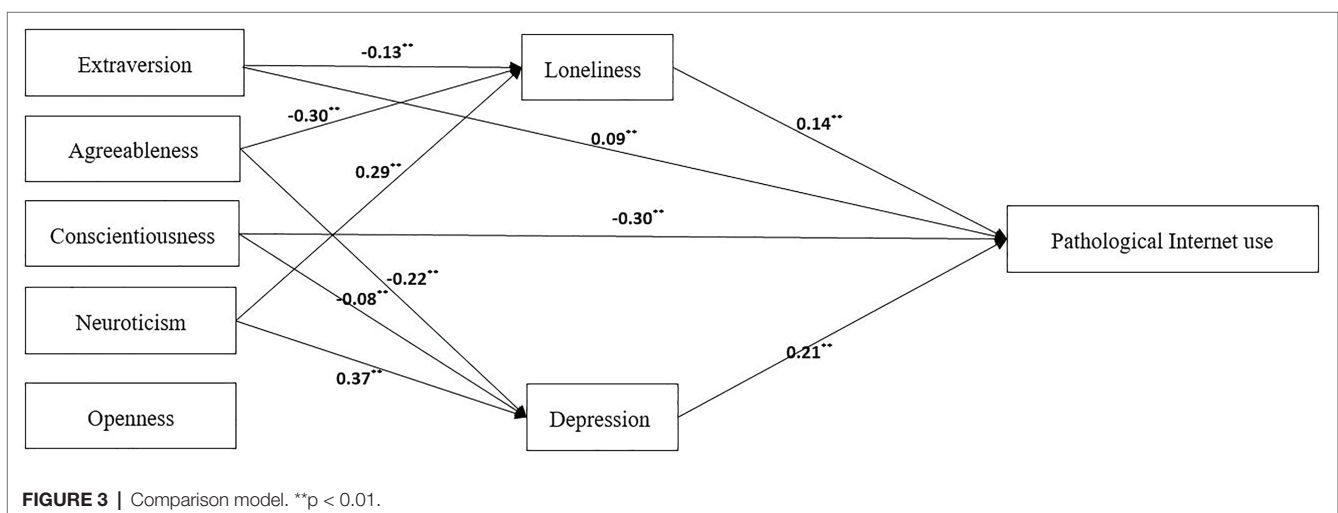 Extraversion
-0.13**
Loneliness
-0.30**
Agreeableness
0.09**
0.14**
0.29**
Conscientiousness
-0.30**
Pathological Internet use
-0.22**
-0.08**
Neuroticism
0.37**
0.21**
Openness
Depression
FIGURE 3 | Comparison model. **p < 0.01.